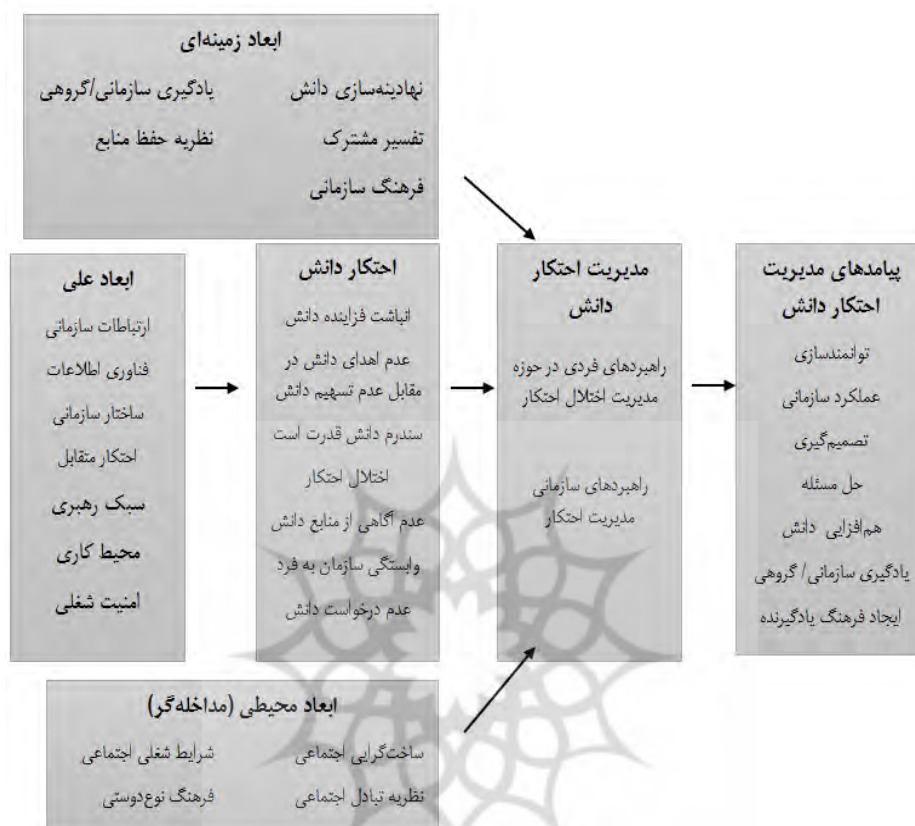 ابعاد زمینه‌ای
نهادینه‌سازی دانش
یادگیری سازمانی/گروهی
تفسیر مشترک
نظریه حفظ منابع
فرهنگ سازمانی
ابعاد علی
ارتباطات سازمانی
فناوری اطلاعات
ساختار سازمانی
احتکار متقابل
سبک رهبری
محیط کاری
امنیت شغلی
احتکار دانش
انباشت فزاینده دانش
عدم اهدای دانش در
مقابل عدم تسهیم دانش
سندرم دانش قدرت است
اختلال احتکار
عدم آگاهی از منابع دانش
وابستگی سازمان به فرد
عدم درخواست دانش
مدیریت احتکار
دانش
راهبردهای فردی در حوزه
مدیریت اختلال احتکار
راهبردهای سازمانی
مدیریت احتکار
پیامدهای مدیریت
احتکار دانش
توانمندسازی
عملکرد سازمانی
تصمیم‌گیری
حل مسئله
هم‌افزایی دانش
یادگیری سازمانی/ گروهی
ایجاد فرهنگ یادگیرنده
ابعاد محیطی (مداخله‌گر)
ساخت‌گرایی اجتماعی
شرایط شغلی اجتماعی
نظریه تبادل اجتماعی
فرهنگ نوع‌دوستی